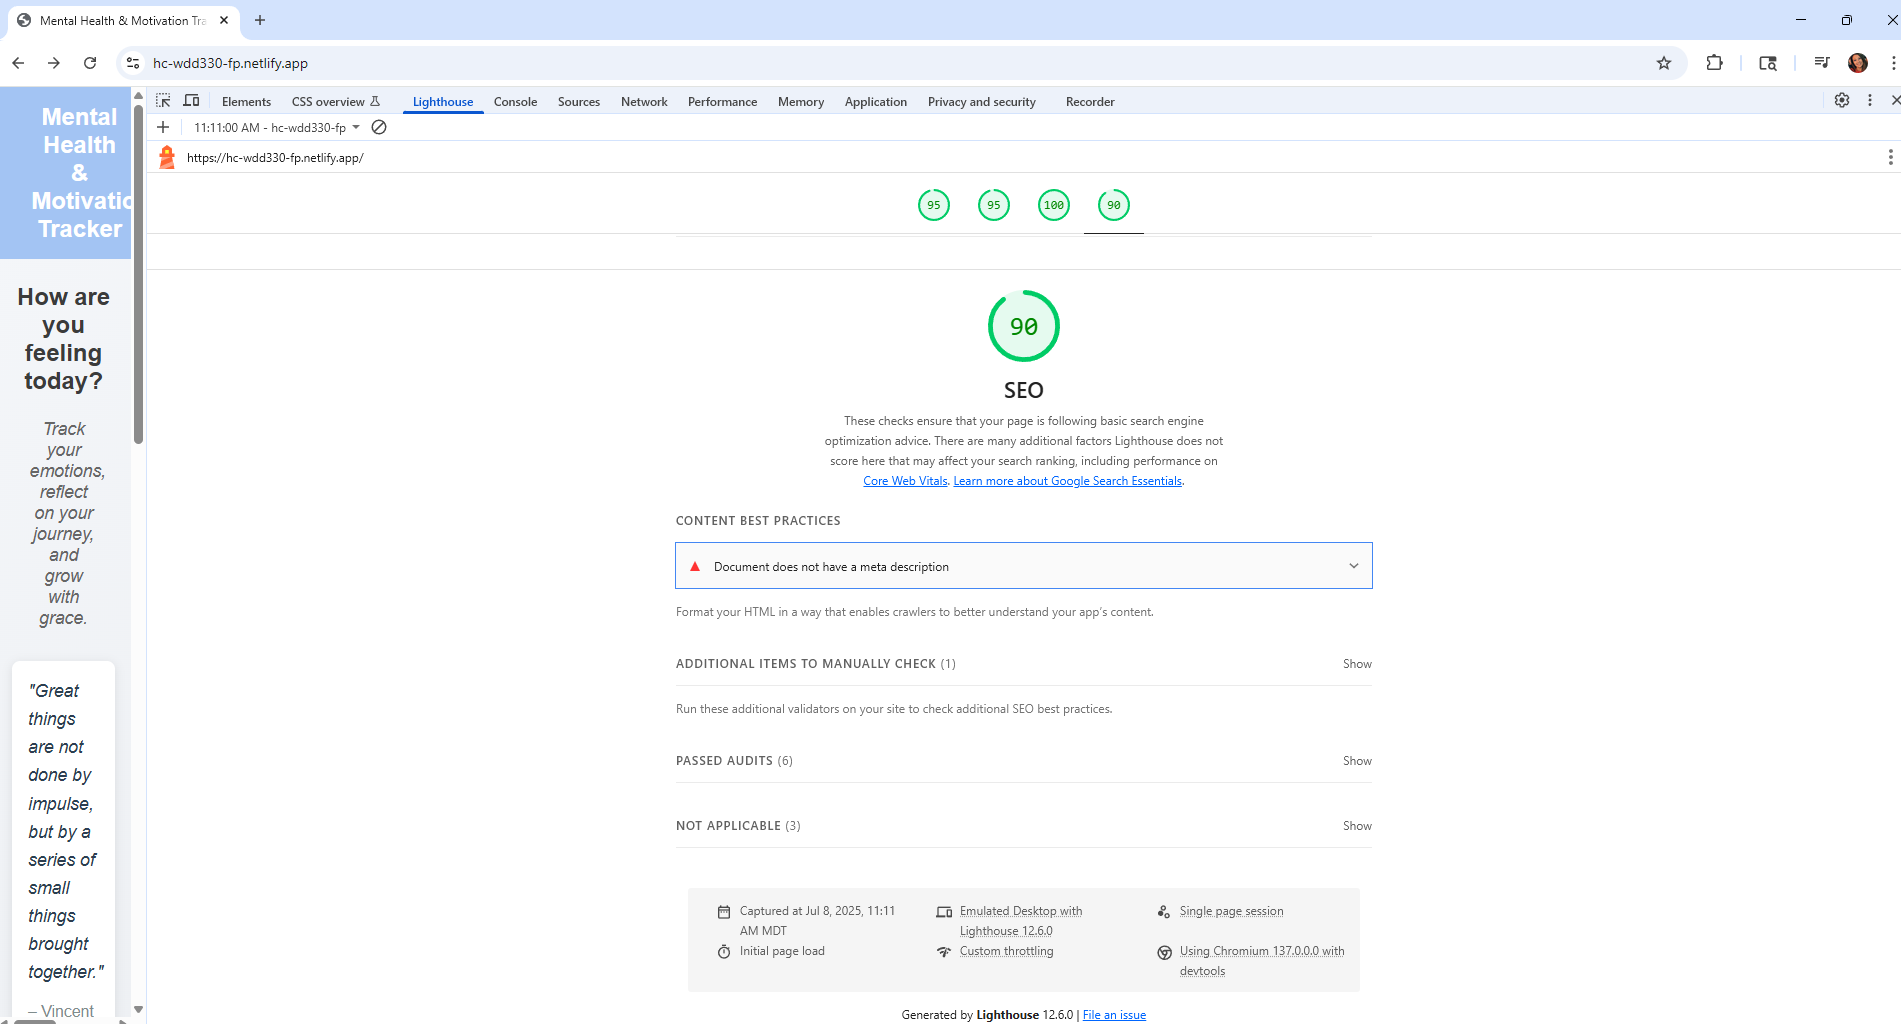 Mental Health & Motivation Tra
hc-wdd330-fp.netlify.app
Elements CSS overview Lighthouse Console Sources Network Performance Memory Application Privacy and security Recorder
11:11:00 AM - hc-wdd330-fp
https://hc-wdd330-fp.netlify.app/
95 95 100 90
Mental
Health
&
Motivatio
Tracker
How are
you
feeling
today?
Track
your
emotions,
reflect
on your
journey,
and
grow
with
grace.
"Great
things
are not
done by
impulse,
but by a
series of
small
things
brought
together."
– Vincent
90
SEO
These checks ensure that your page is following basic search engine
optimization advice. There are many additional factors Lighthouse does not
score here that may affect your search ranking, including performance on
Core Web Vitals. Learn more about Google Search Essentials.
CONTENT BEST PRACTICES
Document does not have a meta description
Format your HTML in a way that enables crawlers to better understand your app’s content.
ADDITIONAL ITEMS TO MANUALLY CHECK (1) Show
Run these additional validators on your site to check additional SEO best practices.
PASSED AUDITS (6) Show
NOT APPLICABLE (3) Show
Captured at Jul 8, 2025, 11:11
AM MDT
Initial page load
Emulated Desktop with
Lighthouse 12.6.0
Custom throttling
Single page session
Using Chromium 137.0.0.0 with
devtools
Generated by Lighthouse 12.6.0 | File an issue